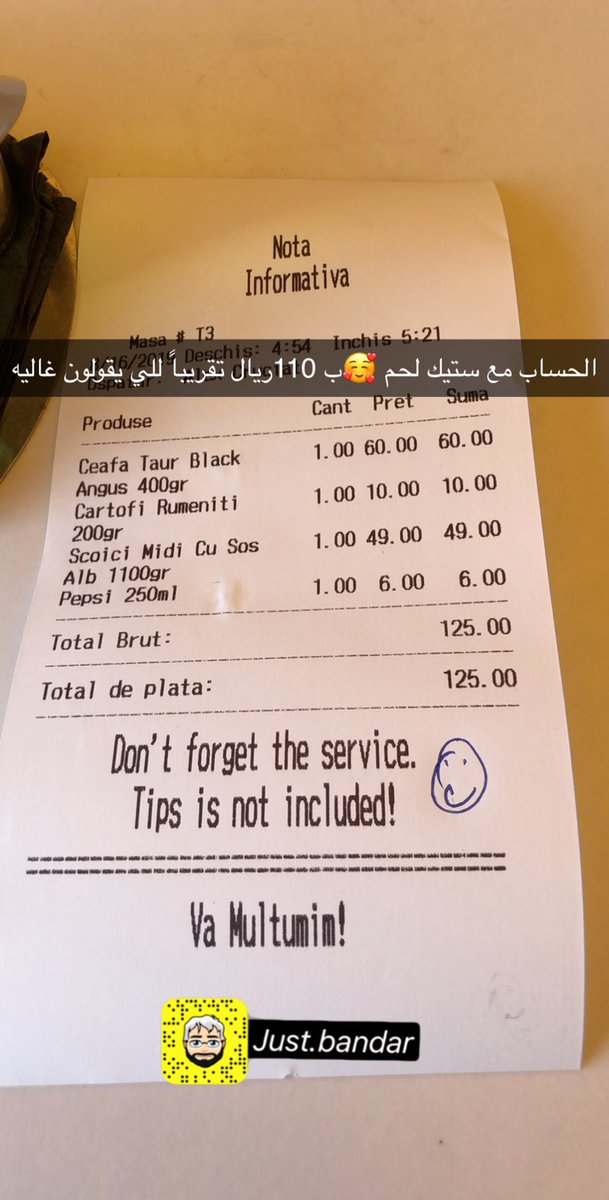 Nota
Informativa
Masa # T3
Deschis: 4:54 Inchis 5:21
الحساب مع ستيك لحم 🥰ب 110ريال تقريباً للي يقولون غاليه
Produse Cant Pret Suma
Ceafa Taur Black 1.00 60.00 60.00
Angus 400gr
Cartofi Rumeniti 1.00 10.00 10.00
200gr
Scoici Midi Cu Sos 1.00 49.00 49.00
Alb 1100gr
Pepsi 250ml 1.00 6.00 6.00
Total Brut: 125.00
Total de plata: 125.00
Don't forget the service.
Tips is not included!
Va Multumim!
Just.bandar